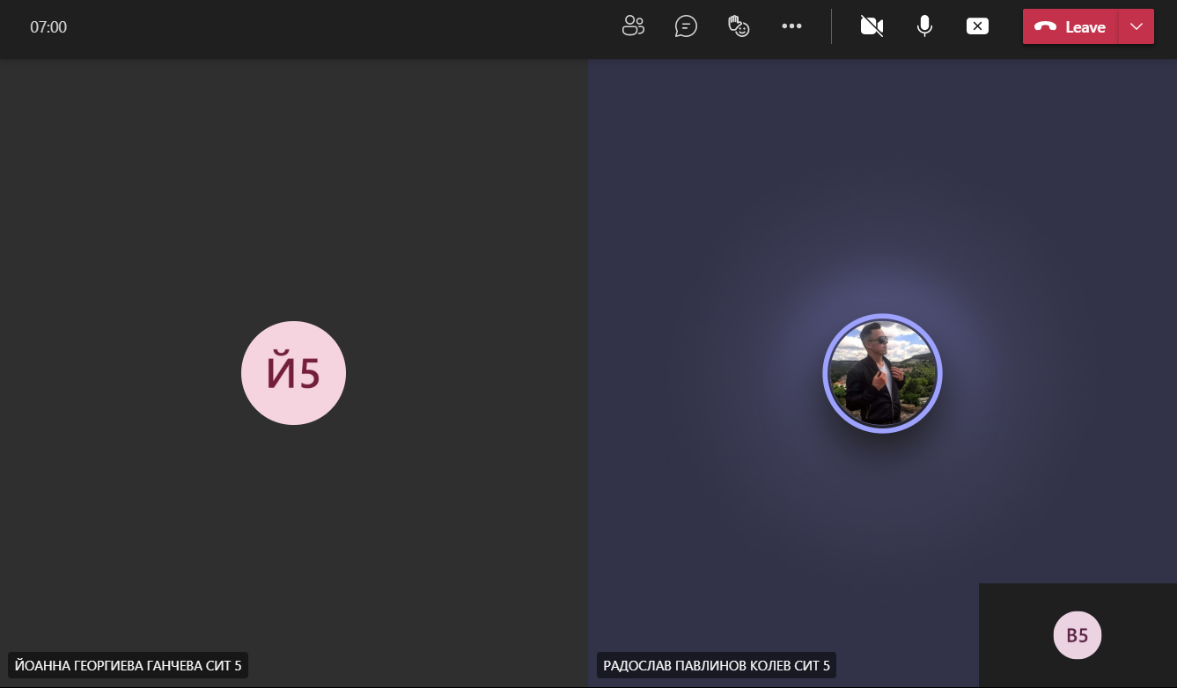 07:00
Leave
Й5
ЙОАННА ГЕОРГИЕВА ГАНЧЕВА СИТ 5
РАДОСЛАВ ПАВЛИНОВ КОЛЕВ СИТ 5
В5